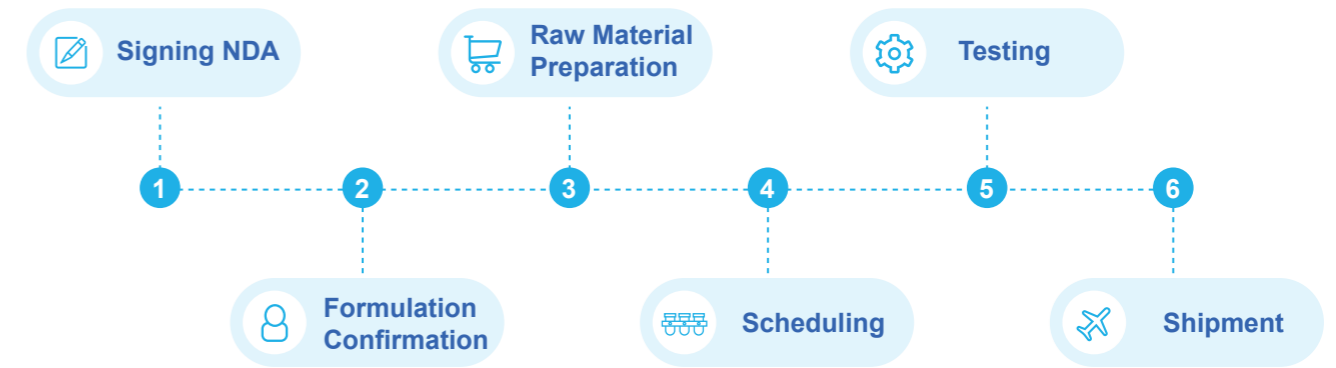 Signing NDA
Raw Material
Preparation
Testing
1
2
3
4
5
6
Formulation
Confirmation
Scheduling
Shipment